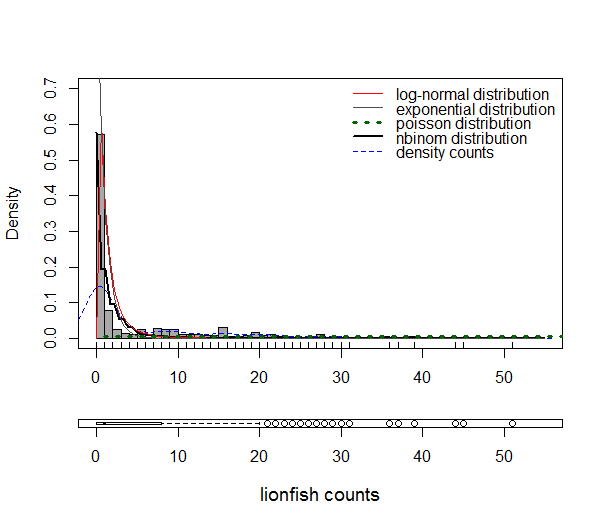 log-normal distribution
exponential distribution
poisson distribution
nbinom distribution
density counts
Density
0.0 0.1 0.2 0.3 0.4 0.5 0.6 0.7
0 10 20 30 40 50
0 10 20 30 40 50
lionfish counts